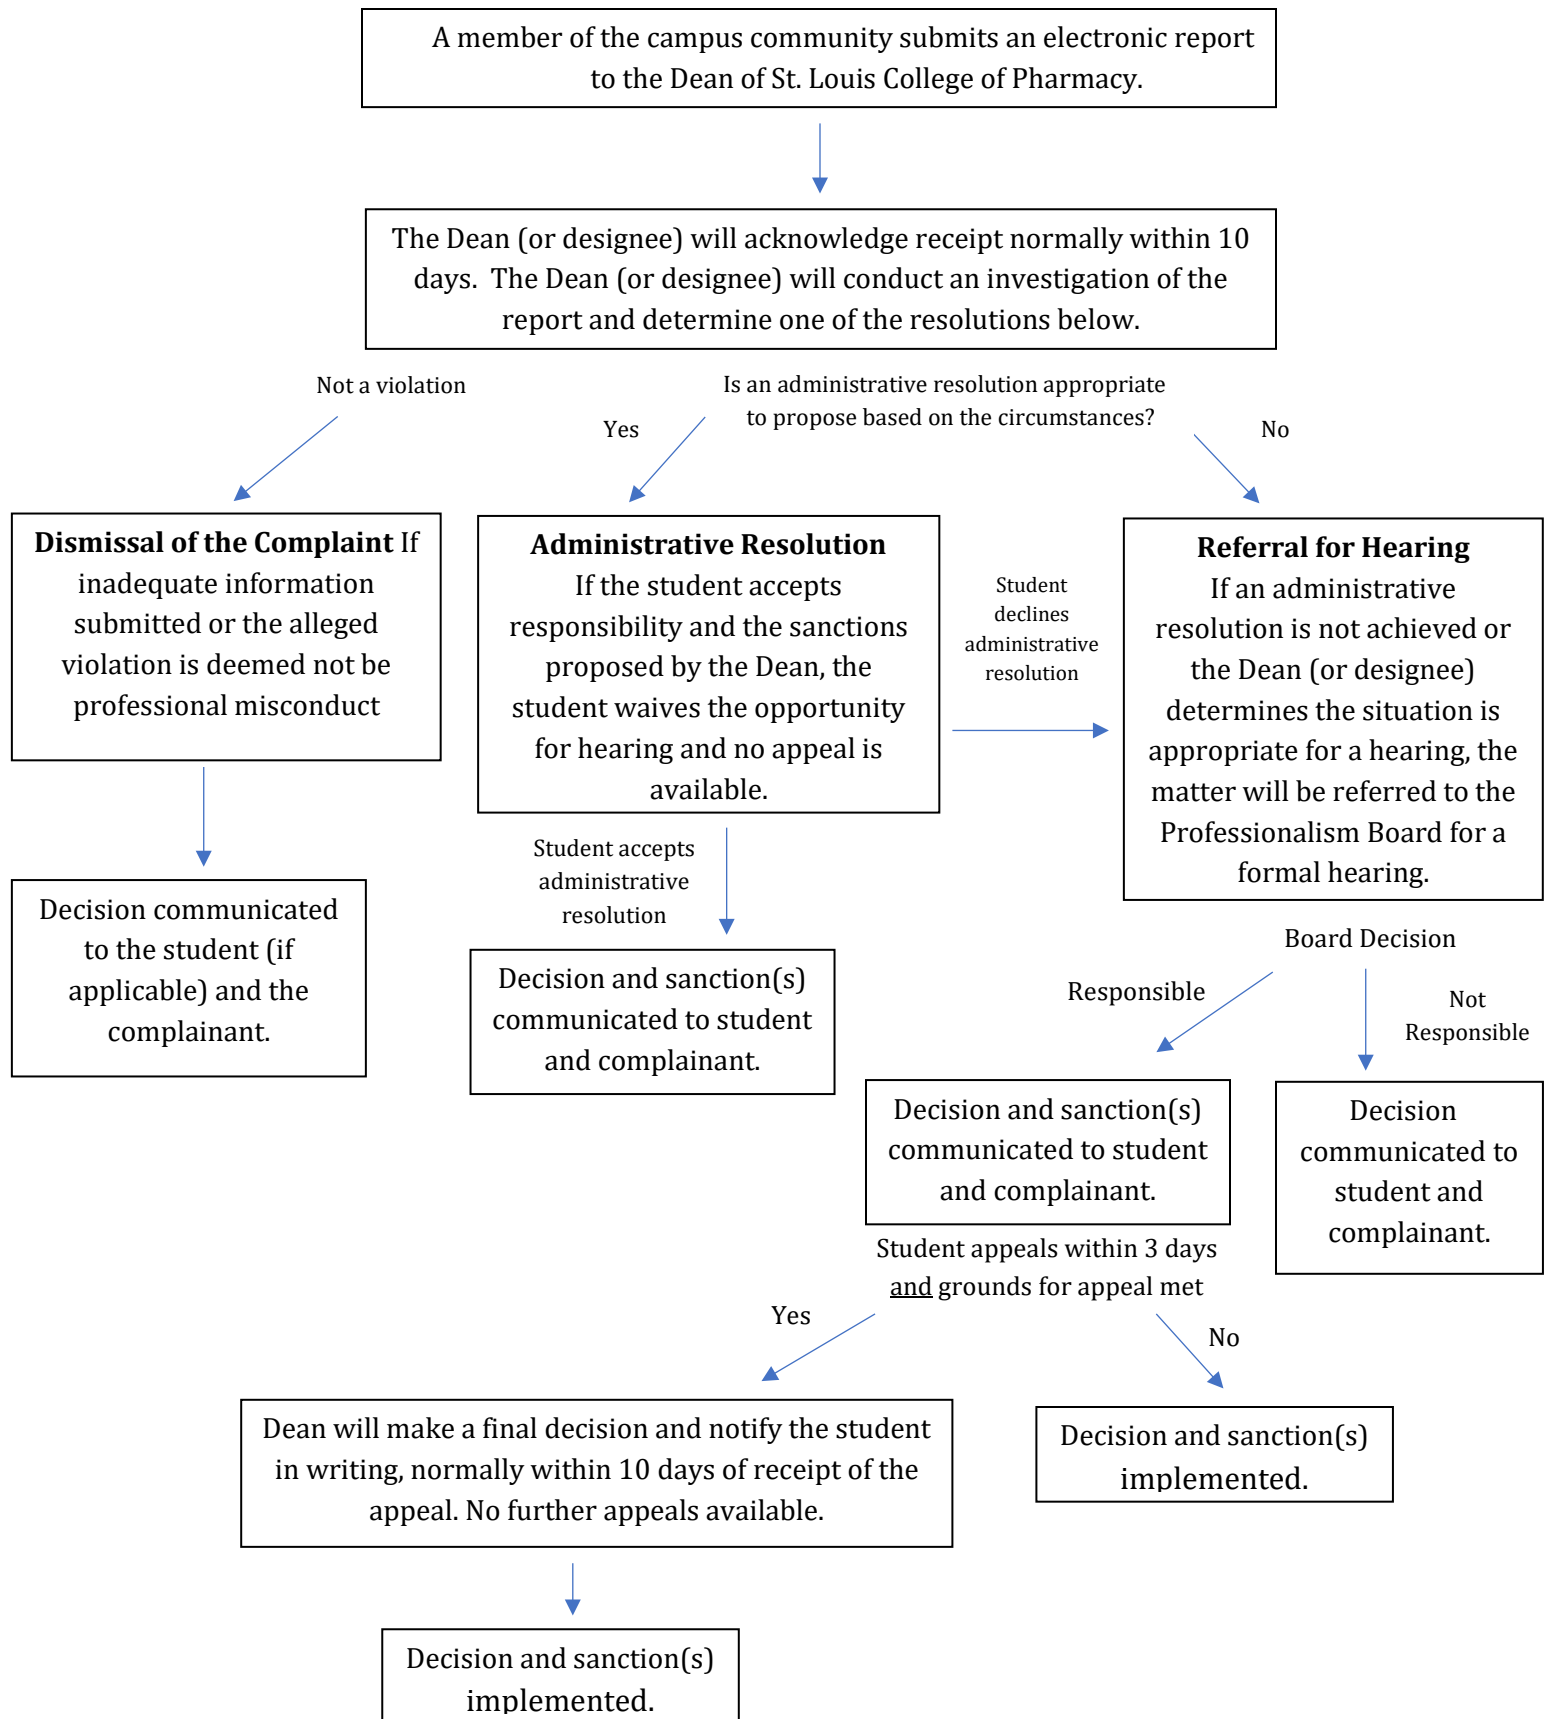 A member of the campus community submits an electronic report
to the Dean of St. Louis College of Pharmacy.
The Dean (or designee) will acknowledge receipt normally within 10
days.  The Dean (or designee) will conduct an investigation of the
report and determine one of the resolutions below.
Not a violation
Is an administrative resolution appropriate
to propose based on the circumstances?
Yes
No
Dismissal of the Complaint If
inadequate information
submitted or the alleged
violation is deemed not be
professional misconduct
Administrative Resolution
If the student accepts
responsibility and the sanctions
proposed by the Dean, the
student waives the opportunity
for hearing and no appeal is
available.
Student
declines
administrative
resolution
Referral for Hearing
If an administrative
resolution is not achieved or
the Dean (or designee)
determines the situation is
appropriate for a hearing, the
matter will be referred to the
Professionalism Board for a
formal hearing.
Decision communicated
to the student (if
applicable) and the
complainant.
Student accepts
administrative
resolution
Decision and sanction(s)
communicated to student
and complainant.
Board Decision
Responsible
Not
Responsible
Decision and sanction(s)
communicated to student
and complainant.
Decision
communicated to
student and
complainant.
Student appeals within 3 days
and grounds for appeal met
Yes
No
Dean will make a final decision and notify the student
in writing, normally within 10 days of receipt of the
appeal. No further appeals available.
Decision and sanction(s)
implemented.
Decision and sanction(s)
implemented.